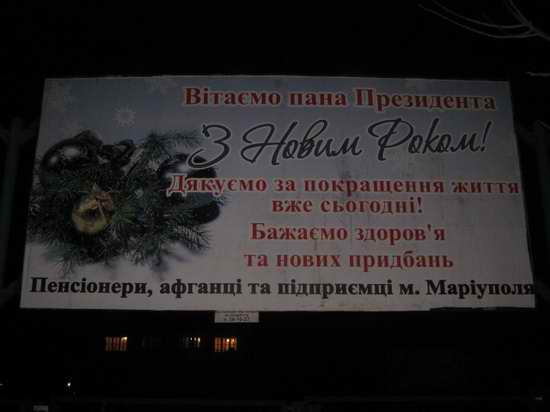 Вітаємо пана Президента
З Новим Роком!
Дякуємо за покращення життя
вже сьогодні!
Бажаємо здоров'я
та нових придбань
Пенсіонери, афганці та підприємці м. Маріуполя